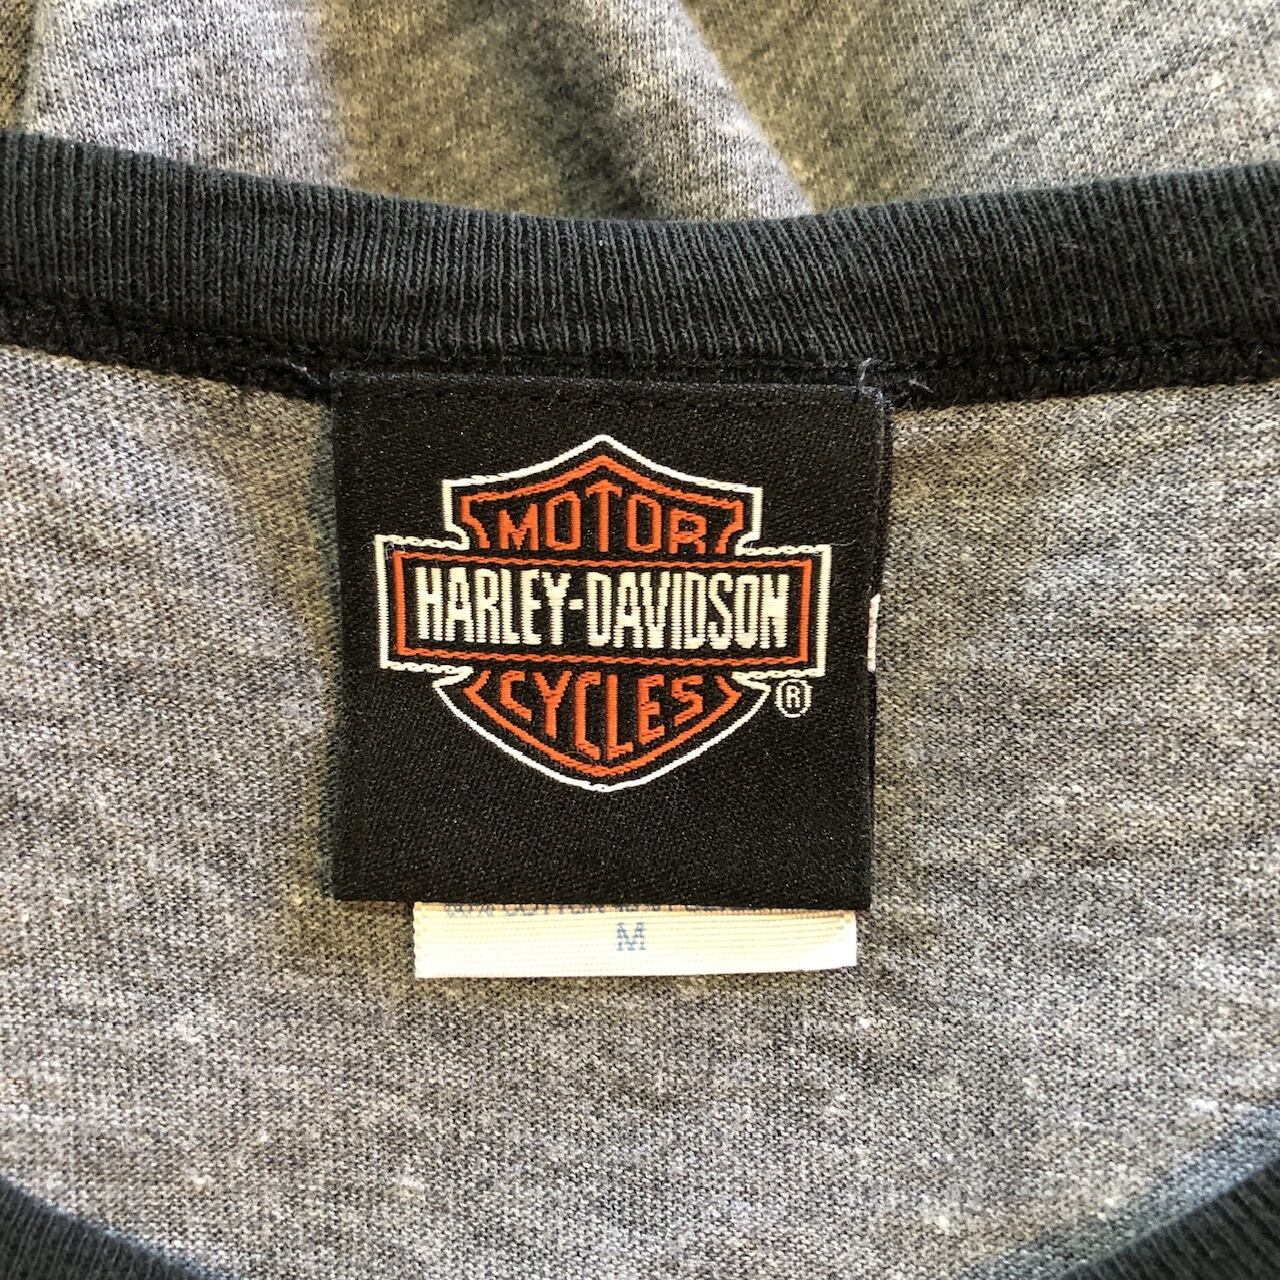 MOTOR
HARLEY-DAVIDSON
CYCLES
®
M